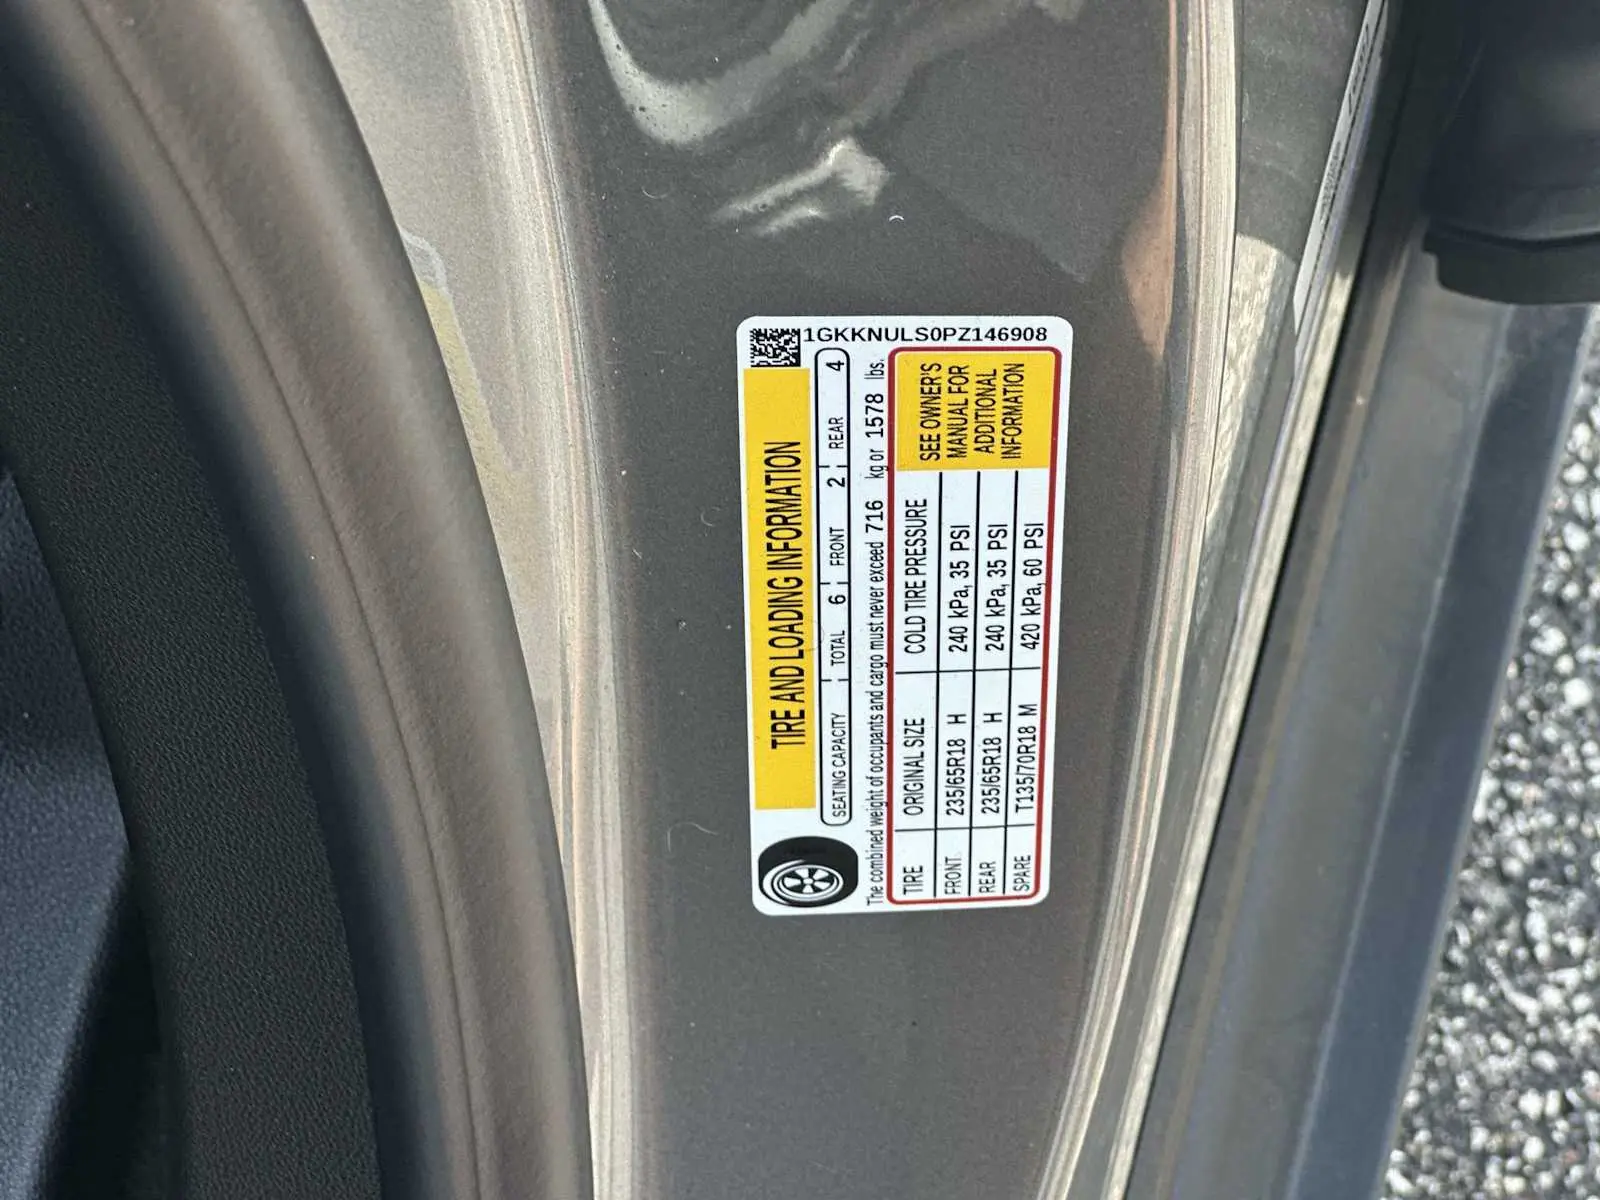 1GKKNULS0PZ146908
TIRE AND LOADING INFORMATION
SEATING CAPACITY TOTAL 6 FRONT 2 REAR 4
The combined weight of occupants and cargo must never exceed 716 kg or 1578 lbs.
TIRE ORIGINAL SIZE COLD TIRE PRESSURE
FRONT 235/65R18 H 240 kPa, 35 PSI
REAR 235/65R18 H 240 kPa, 35 PSI
SPARE T135/70R18 M 420 kPa, 60 PSI
SEE OWNER'S
MANUAL FOR
ADDITIONAL
INFORMATION